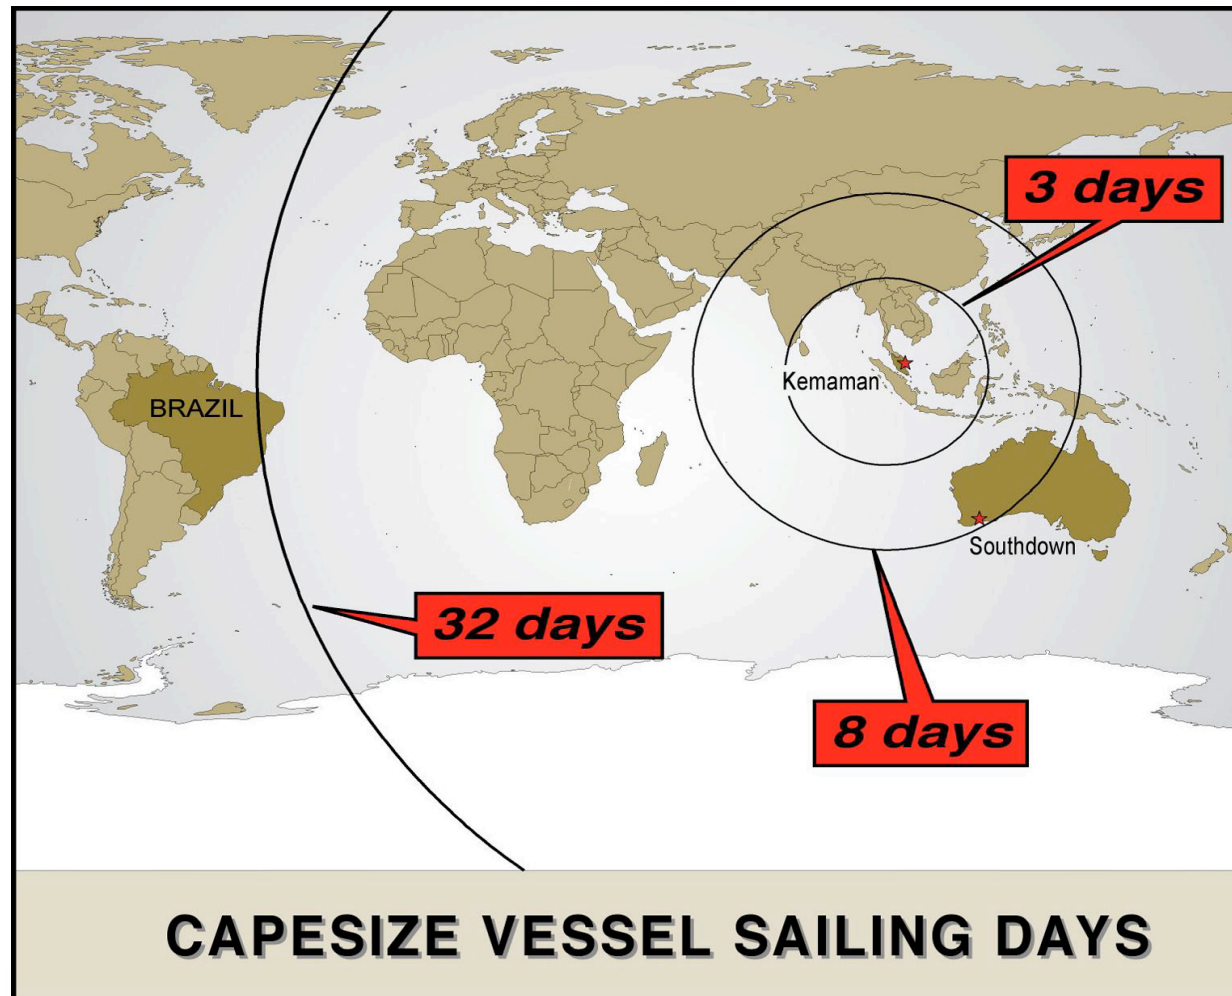 3 days
Kemaman
BRAZIL
Southdown
32 days
8 days
CAPESIZE VESSEL SAILING DAYS